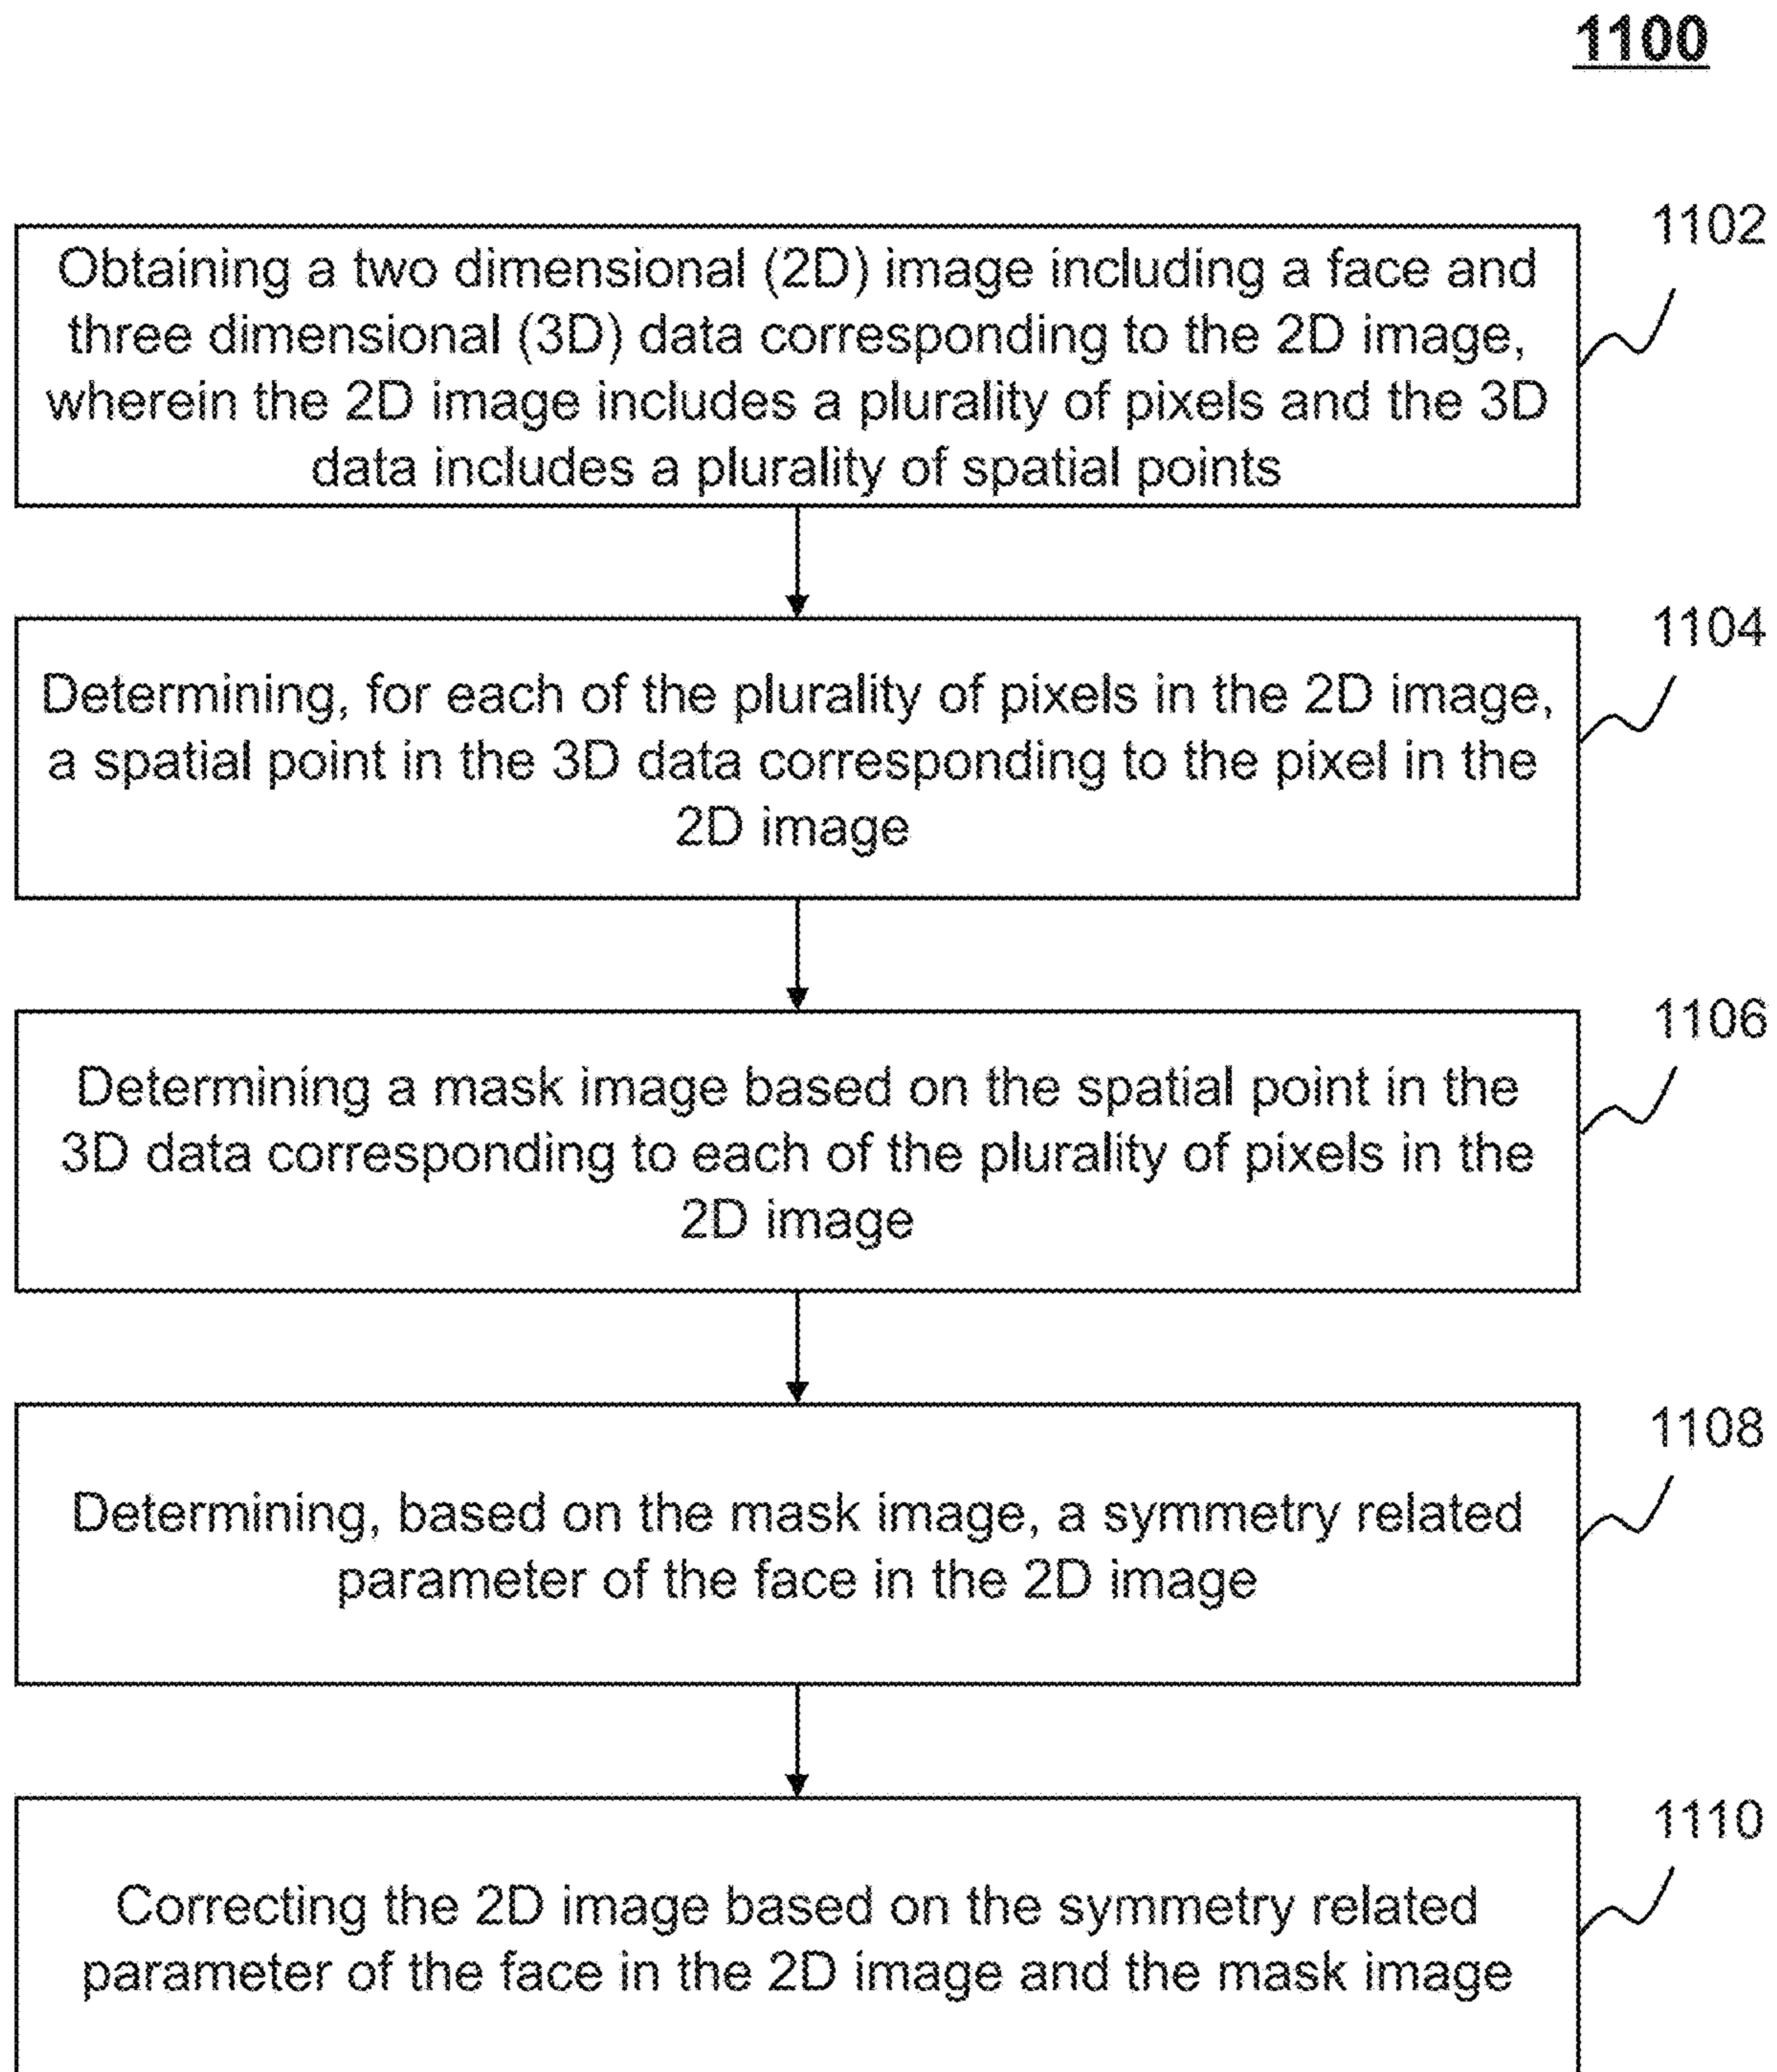 1100
1102
Obtaining a two dimensional (2D) image including a face and
three dimensional (3D) data corresponding to the 2D image,
wherein the 2D image includes a plurality of pixels and the 3D
data includes a plurality of spatial points
1104
Determining, for each of the plurality of pixels in the 2D image,
a spatial point in the 3D data corresponding to the pixel in the
2D image
1106
Determining a mask image based on the spatial point in the
3D data corresponding to each of the plurality of pixels in the
2D image
1108
Determining, based on the mask image, a symmetry related
parameter of the face in the 2D image
1110
Correcting the 2D image based on the symmetry related
parameter of the face in the 2D image and the mask image